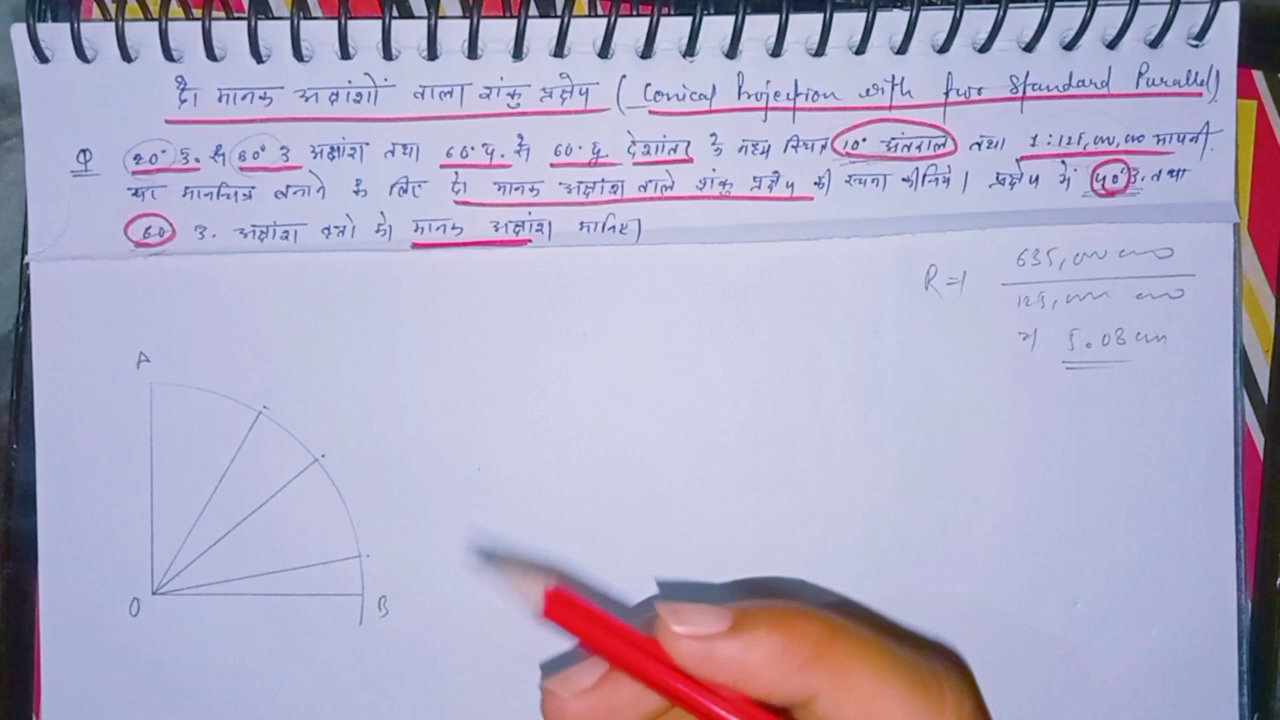 दो मानक अक्षांशों वाला शंकु प्रक्षेप (Conical Projection with two Standard Parallel)
Q 20° उ. से 80° उ अक्षांश तथा 60° पू. से 60° पू. देशांतर के मध्य स्थित 10° अंतराल तथा 1:125,000,000 मापनी
पर मानचित्र बनाने के लिए दो मानक अक्षांश वाले शंकु प्रक्षेप की रचना कीजिये। प्रक्षेप में 40° उ. तथा
60 उ. अक्षांश वृत्तो को मानक अक्षांश मानिए।
R ⇒ 635,000,000
125,000,000
⇒ 5.08 cm
A
O
B